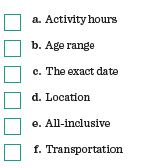 a. Activity hours
b. Age range
c. The exact date
d. Location
e. All-inclusive
f. Transportation